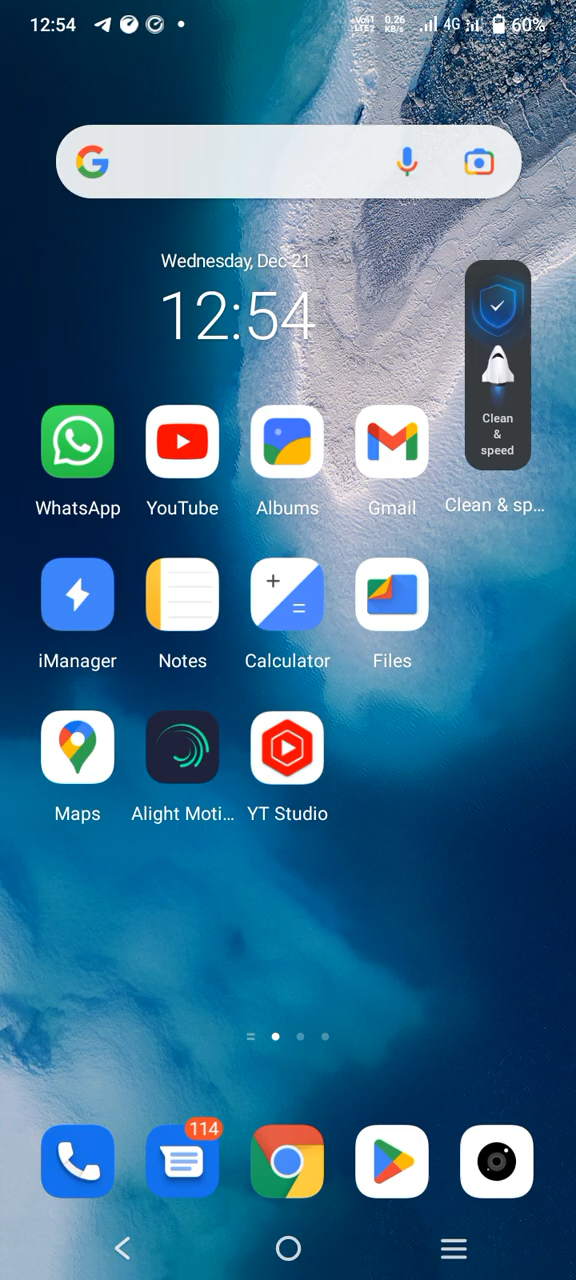 12:54
VoLTE2
0.26
KB/s
4G
60%
Wednesday, Dec 21
12:54
Clean
&
speed
WhatsApp
YouTube
Albums
Gmail
Clean & sp...
iManager
Notes
Calculator
Files
Maps
Alight Moti...
YT Studio
114